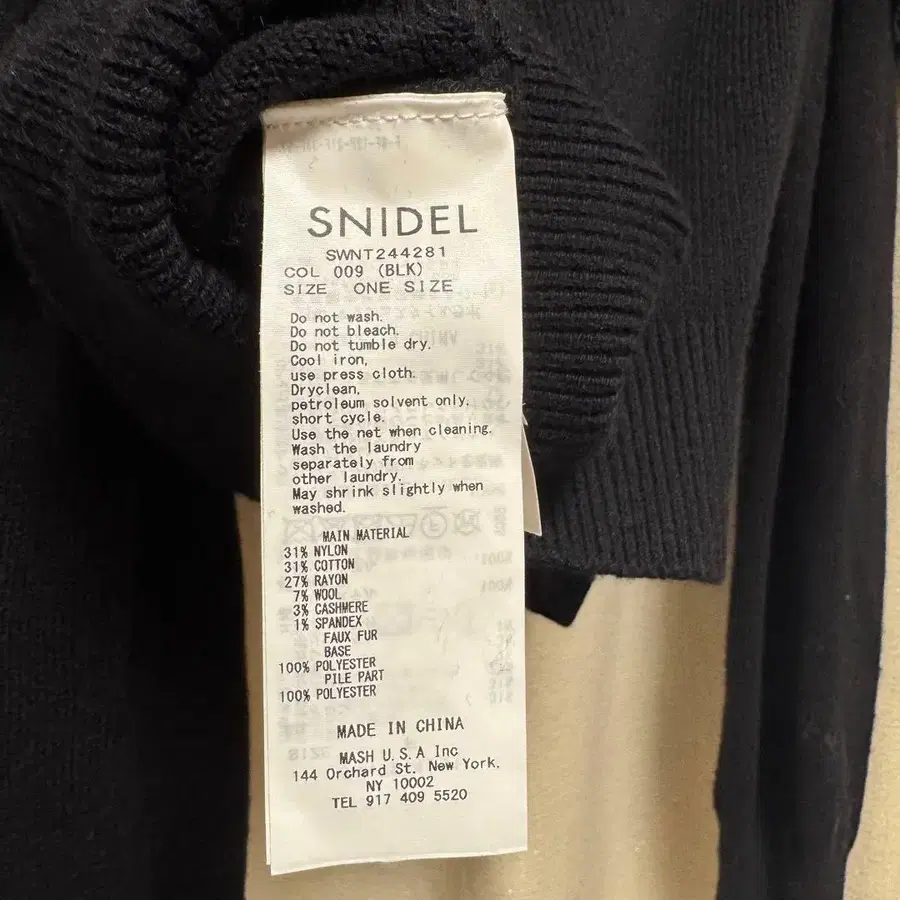 SNIDEL
SWNT244281
COL 009 (BLK)
SIZE ONE SIZE
Do not wash.
Do not bleach.
Do not tumble dry.
Cool iron,
use press cloth.
Dryclean,
petroleum solvent only,
short cycle.
Use the net when cleaning.
Wash the laundry
separately from
other laundry.
May shrink slightly when
washed.
MAIN MATERIAL
31% NYLON
31% COTTON
27% RAYON
7% WOOL
3% CASHMERE
1% SPANDEX
FAUX FUR
BASE
100% POLYESTER
PILE PART
100% POLYESTER
MADE IN CHINA
MASH U.S.A Inc
144 Orchard St. New York,
NY 10002
TEL 917 409 5520